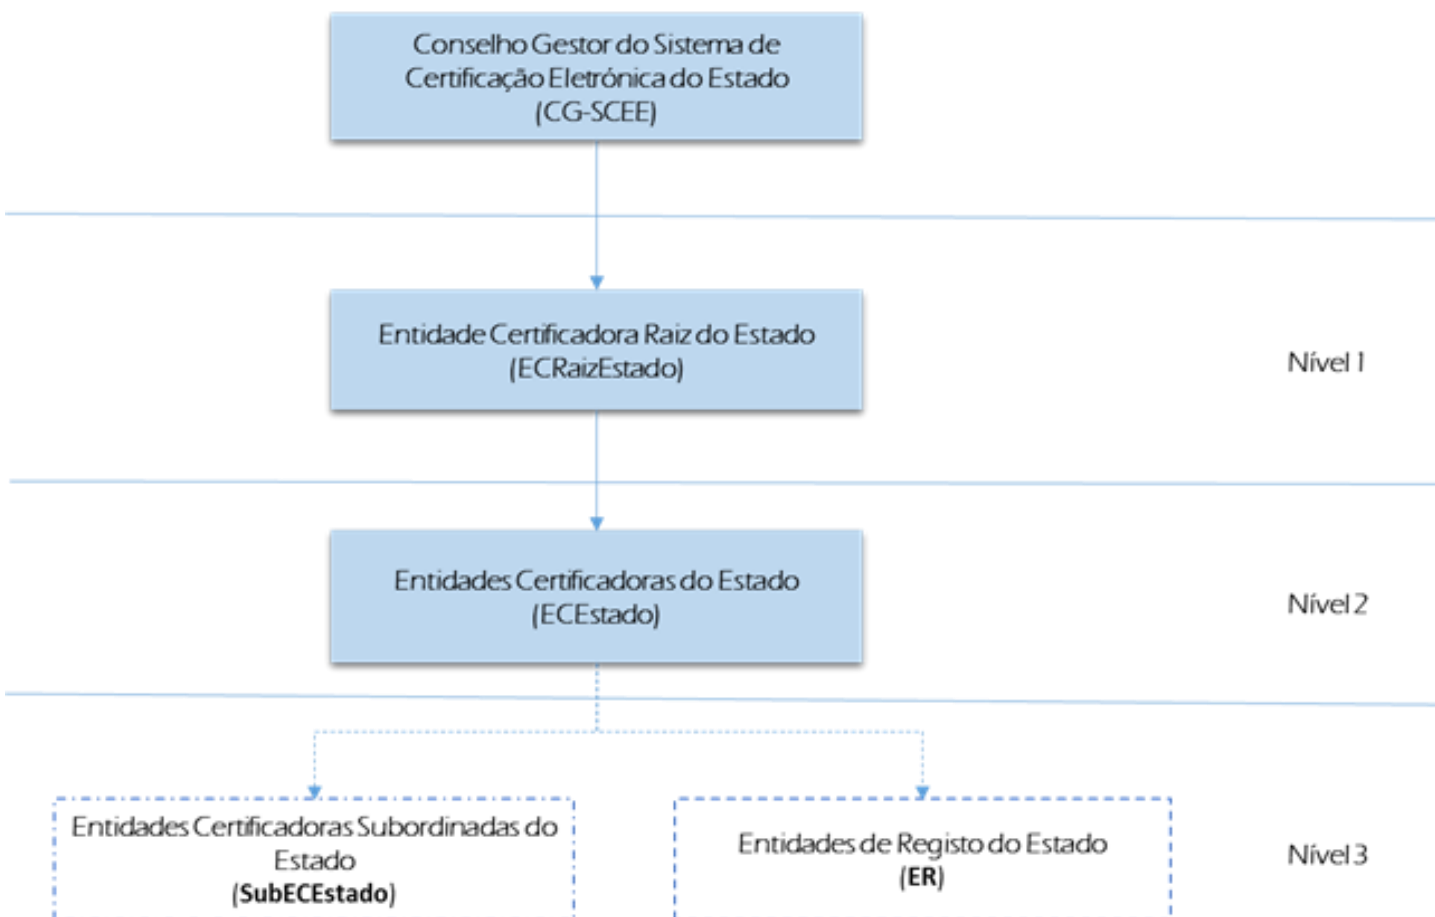 Conselho Gestor do Sistema de
Certificação Eletrónica do Estado
(CG-SCEE)
Entidade Certificadora Raiz do Estado
(ECRaizEstado)
Nível 1
Entidades Certificadoras do Estado
(ECEstado)
Nível 2
Entidades Certificadoras Subordinadas do
Estado
(SubECEstado)
Entidades de Registo do Estado
(ER)
Nível 3